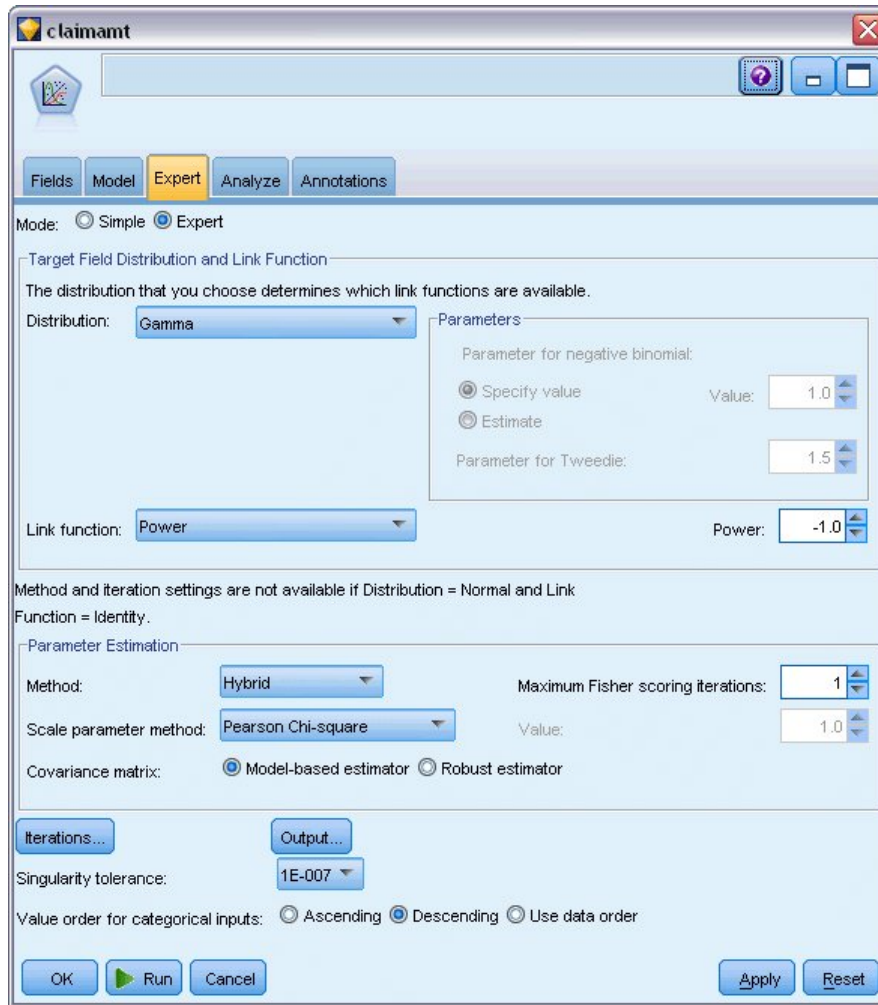 claimamt
Fields Model Expert Analyze Annotations
Mode: Simple Expert
Target Field Distribution and Link Function
The distribution that you choose determines which link functions are available.
Distribution: Gamma
Parameters
Parameter for negative binomial:
Specify value Value: 1.0
Estimate
Parameter for Tweedie: 1.5
Link function: Power Power: -1.0
Method and iteration settings are not available if Distribution = Normal and Link
Function = Identity.
Parameter Estimation
Method: Hybrid Maximum Fisher scoring iterations: 1
Scale parameter method: Pearson Chi-square Value: 1.0
Covariance matrix: Model-based estimator Robust estimator
Iterations... Output...
Singularity tolerance: 1E-007
Value order for categorical inputs: Ascending Descending Use data order
OK Run Cancel Apply Reset